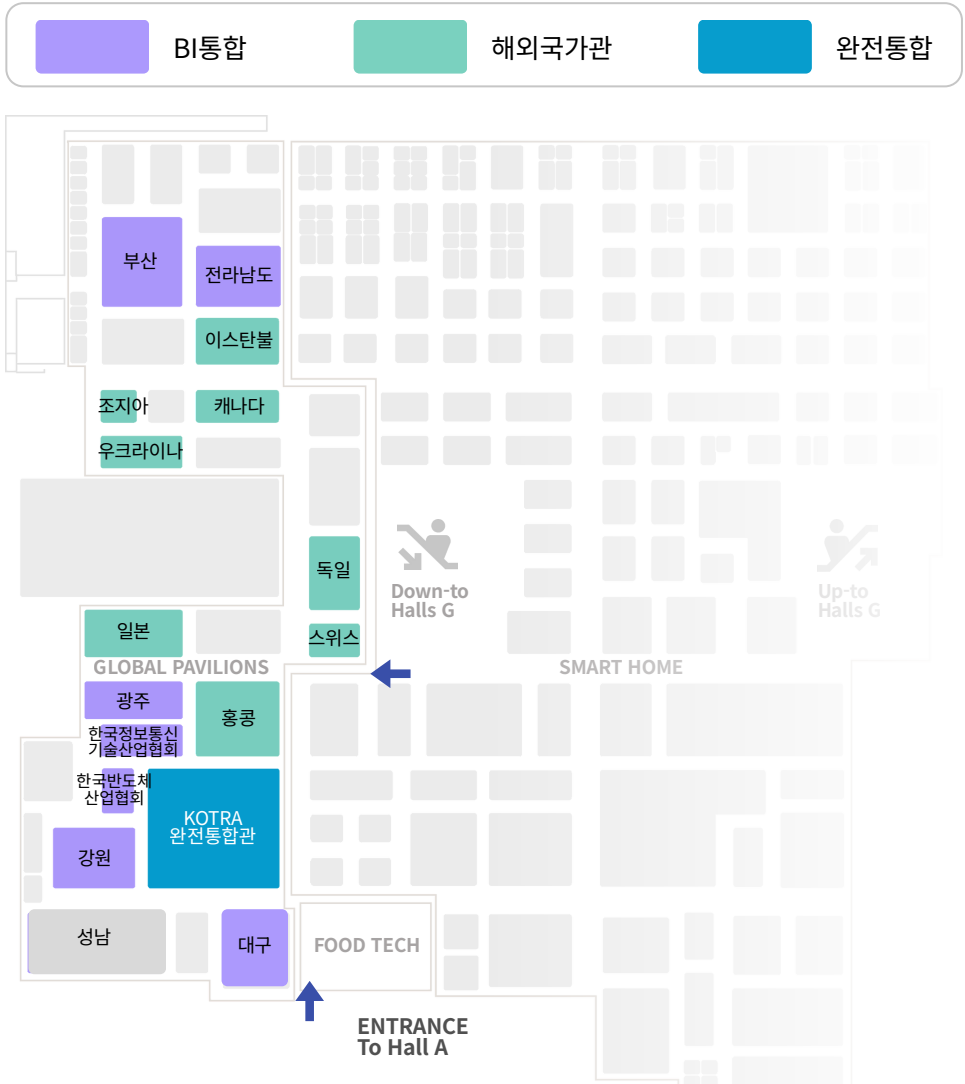 BI통합
해외국가관
완전통합
부산
전라남도
이스탄불
조지아
캐나다
우크라이나
독일
Down-to
Halls G
Up-to
Halls G
일본
스위스
GLOBAL PAVILIONS
SMART HOME
광주
홍콩
한국정보통신
기술산업협회
한국반도체
산업협회
KOTRA
완전통합관
강원
성남
대구
FOOD TECH
ENTRANCE
To Hall A